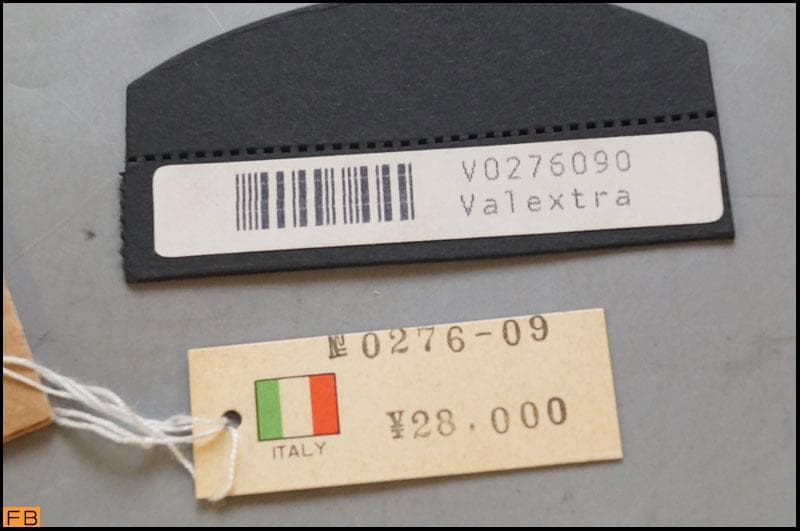 V0276090
Valextra
№0276-09
¥28.000
ITALY
FB